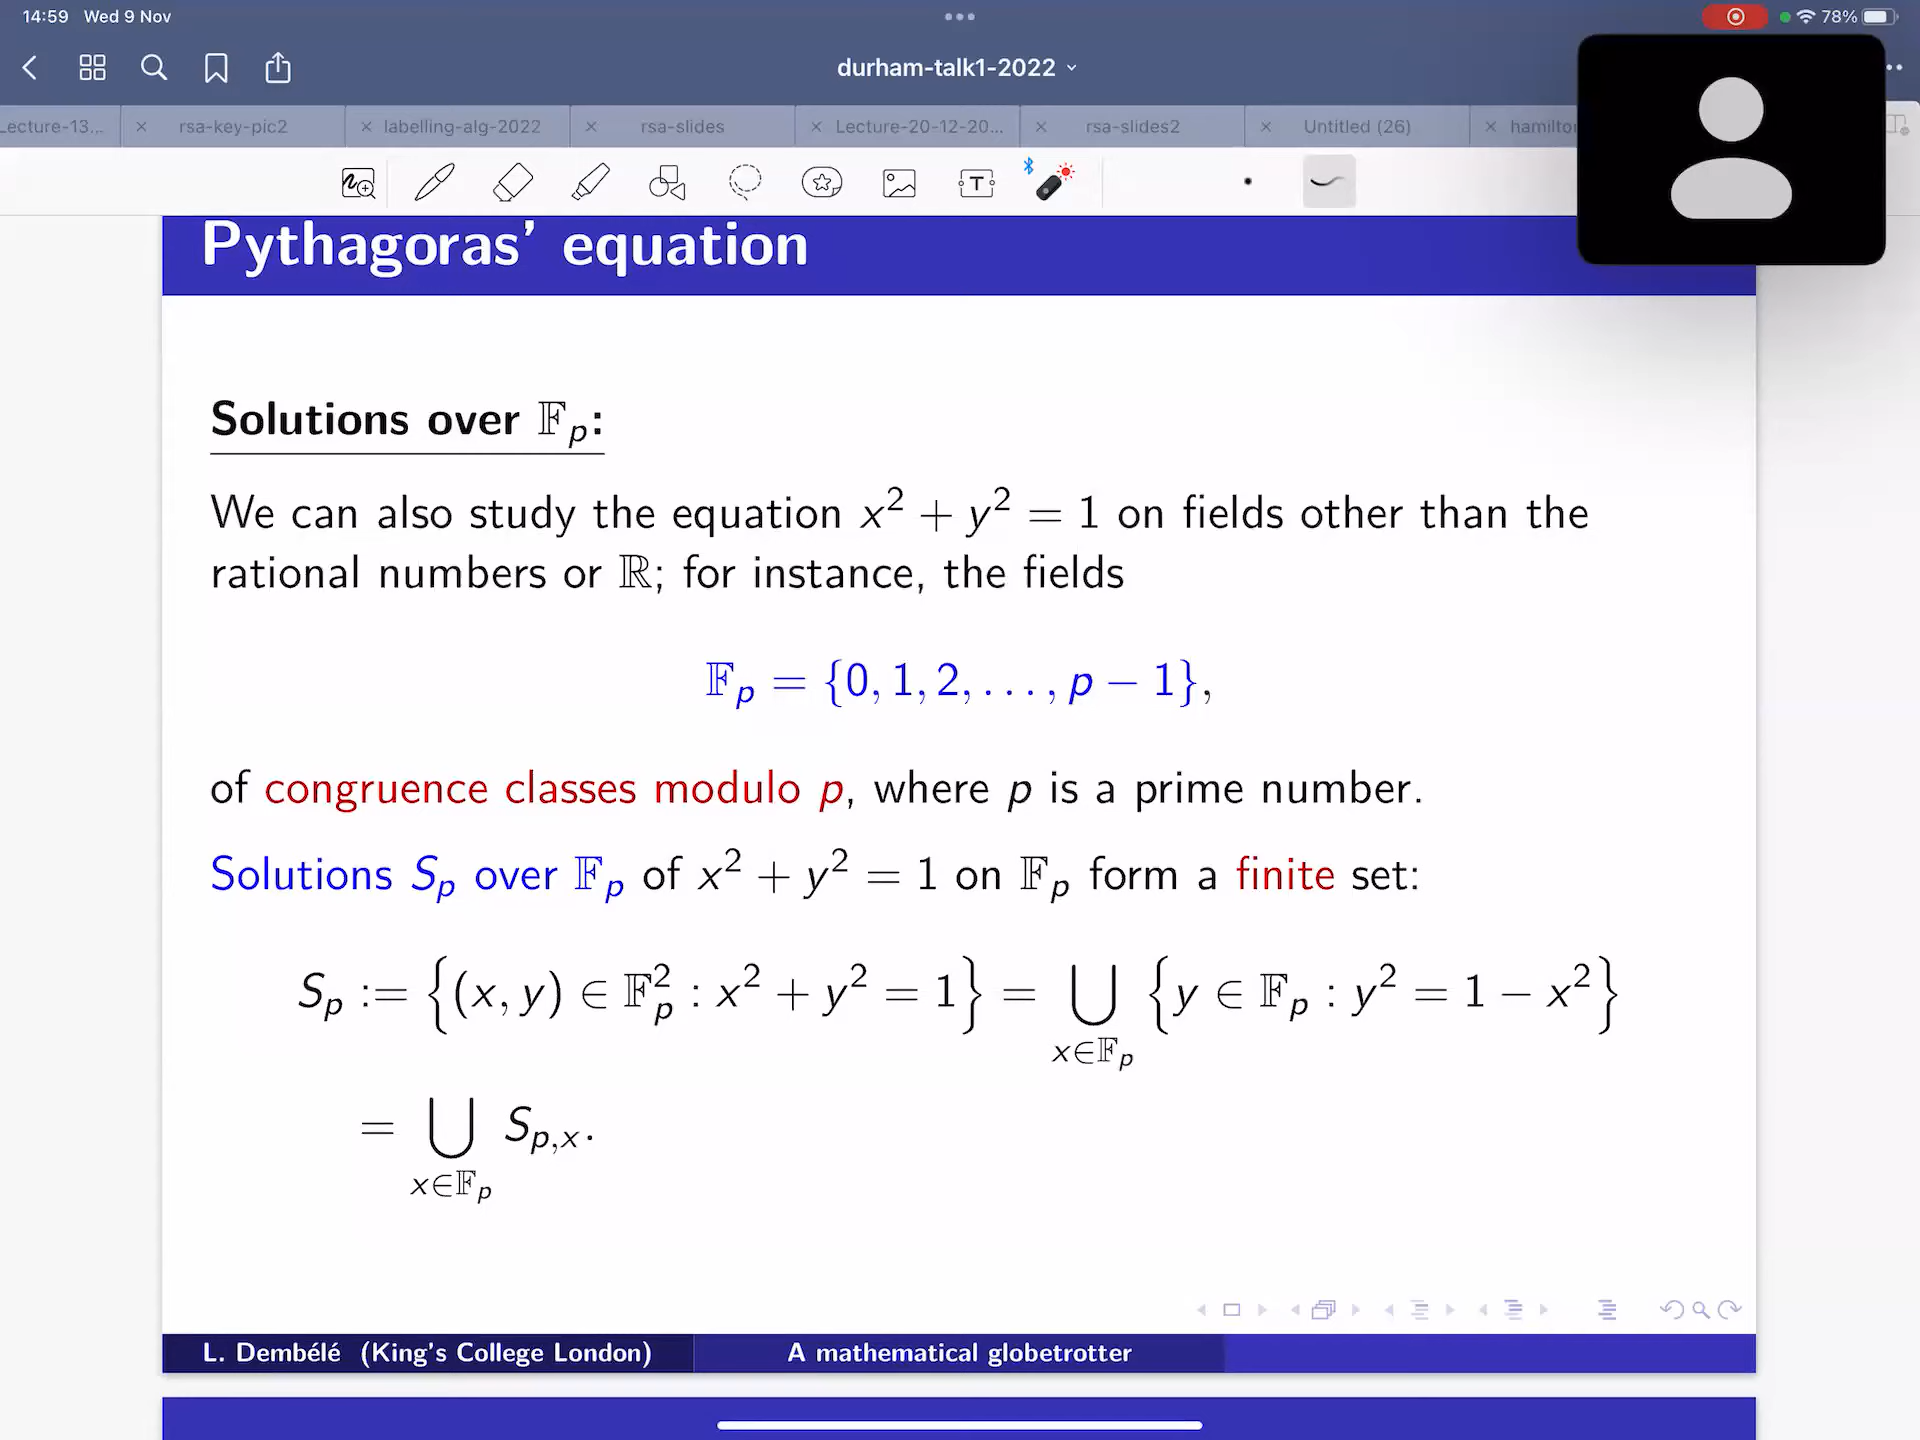 14:59 Wed 9 Nov
78%
durham-talk1-2022
Lecture-13...
rsa-key-pic2
labelling-alg-2022
rsa-slides
Lecture-20-12-20...
rsa-slides2
Untitled (26)
Pythagoras' equation
Solutions over 𝔽_p:
We can also study the equation x² + y² = 1 on fields other than the
rational numbers or ℝ; for instance, the fields
𝔽_p = {0, 1, 2, . . . , p − 1},
of congruence classes modulo p, where p is a prime number.
Solutions S_p over 𝔽_p of x² + y² = 1 on 𝔽_p form a finite set:
S_p := {(x, y) ∈ 𝔽_p² : x² + y² = 1} = ⋃_{x∈𝔽_p} {y ∈ 𝔽_p : y² = 1 − x²}
= ⋃_{x∈𝔽_p} S_{p,x}.
L. Dembélé (King's College London)
A mathematical globetrotter